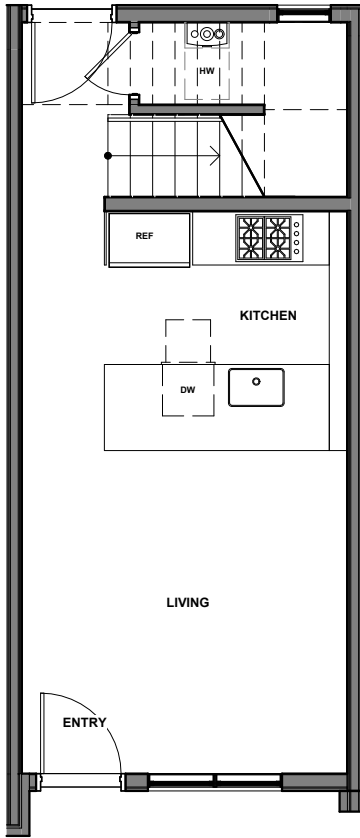 HW
REF
KITCHEN
DW
LIVING
ENTRY